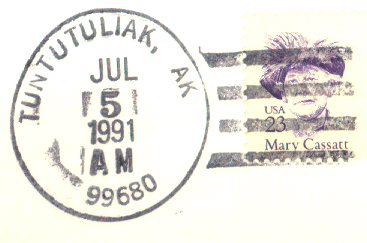 TUNTUTULIAK, AK
JUL
5
1991
AM
99680
USA
23
Mary Cassatt